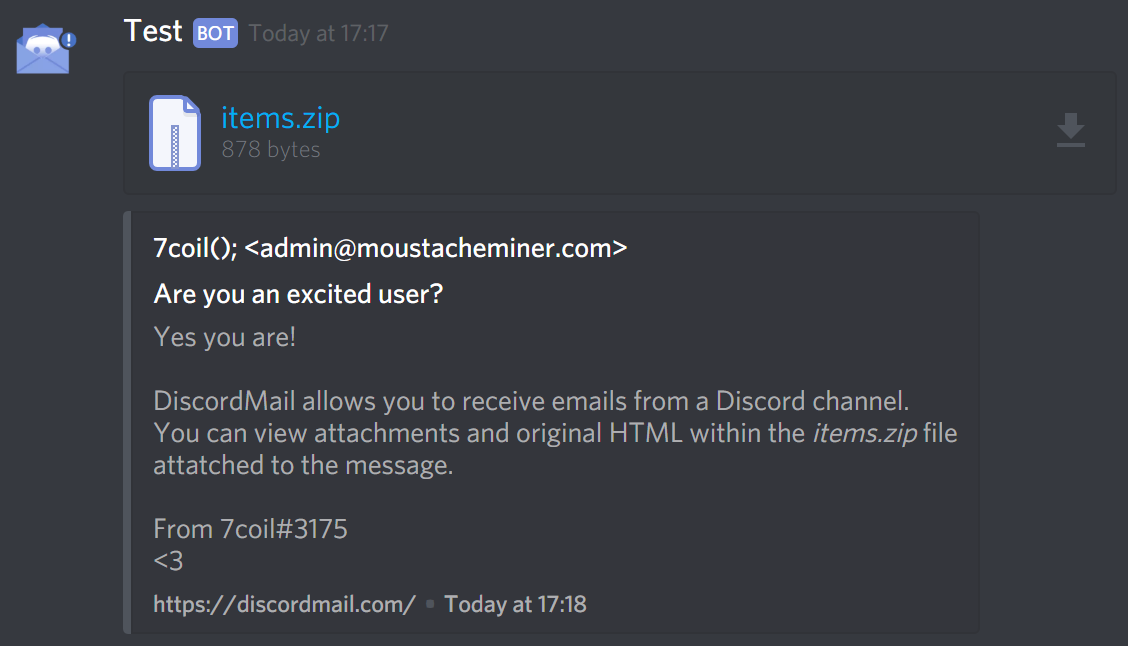 Test BOT Today at 17:17
items.zip
878 bytes
7coil(); <admin@moustacheminer.com>
Are you an excited user?
Yes you are!
DiscordMail allows you to receive emails from a Discord channel.
You can view attachments and original HTML within the items.zip file
attatched to the message.
From 7coil#3175
<3
https://discordmail.com/ • Today at 17:18